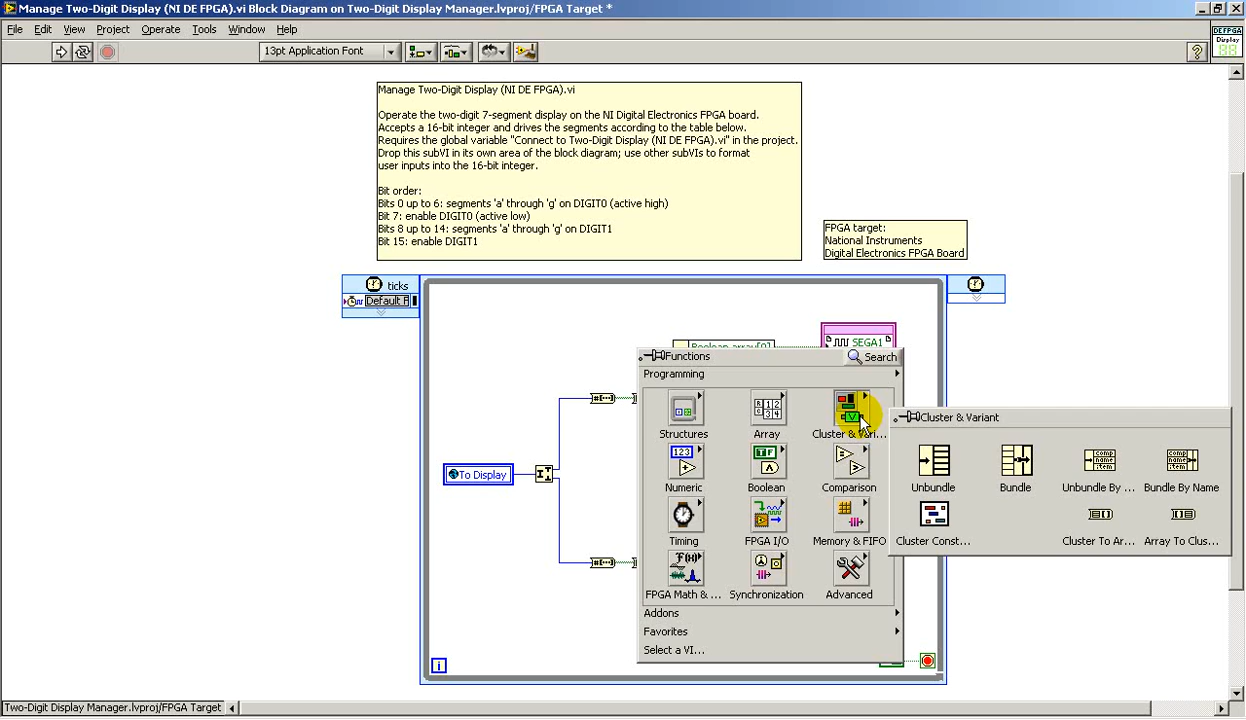 Manage Two-Digit Display (NI DE FPGA).vi Block Diagram on Two-Digit Display Manager.lvproj/FPGA Target *
File Edit View Project Operate Tools Window Help
13pt Application Font
?
DE FPGA
Display
Manage Two-Digit Display (NI DE FPGA).vi
Operate the two-digit 7-segment display on the NI Digital Electronics FPGA board.
Accepts a 16-bit integer and drives the segments according to the table below.
Requires the global variable "Connect to Two-Digit Display (NI DE FPGA).vi" in the project.
Drop this subVI in its own area of the block diagram; use other subVIs to format
user inputs into the 16-bit integer.
Bit order:
Bits 0 up to 6: segments 'a' through 'g' on DIGIT0 (active high)
Bit 7: enable DIGIT0 (active low)
Bits 8 up to 14: segments 'a' through 'g' on DIGIT1
Bit 15: enable DIGIT1
FPGA target:
National Instruments
Digital Electronics FPGA Board
ticks
Default F
Boolean array[0]
SEGA1
To Display
i
Functions
Search
Programming
Structures Array Cluster & Vari...
Numeric Boolean Comparison
Timing FPGA I/O Memory & FIFO
FPGA Math & ... Synchronization Advanced
Addons
Favorites
Select a VI...
Cluster & Variant
Unbundle Bundle Unbundle By ... Bundle By Name
Cluster Const... Cluster To Ar... Array To Clus...
Two-Digit Display Manager.lvproj/FPGA Target